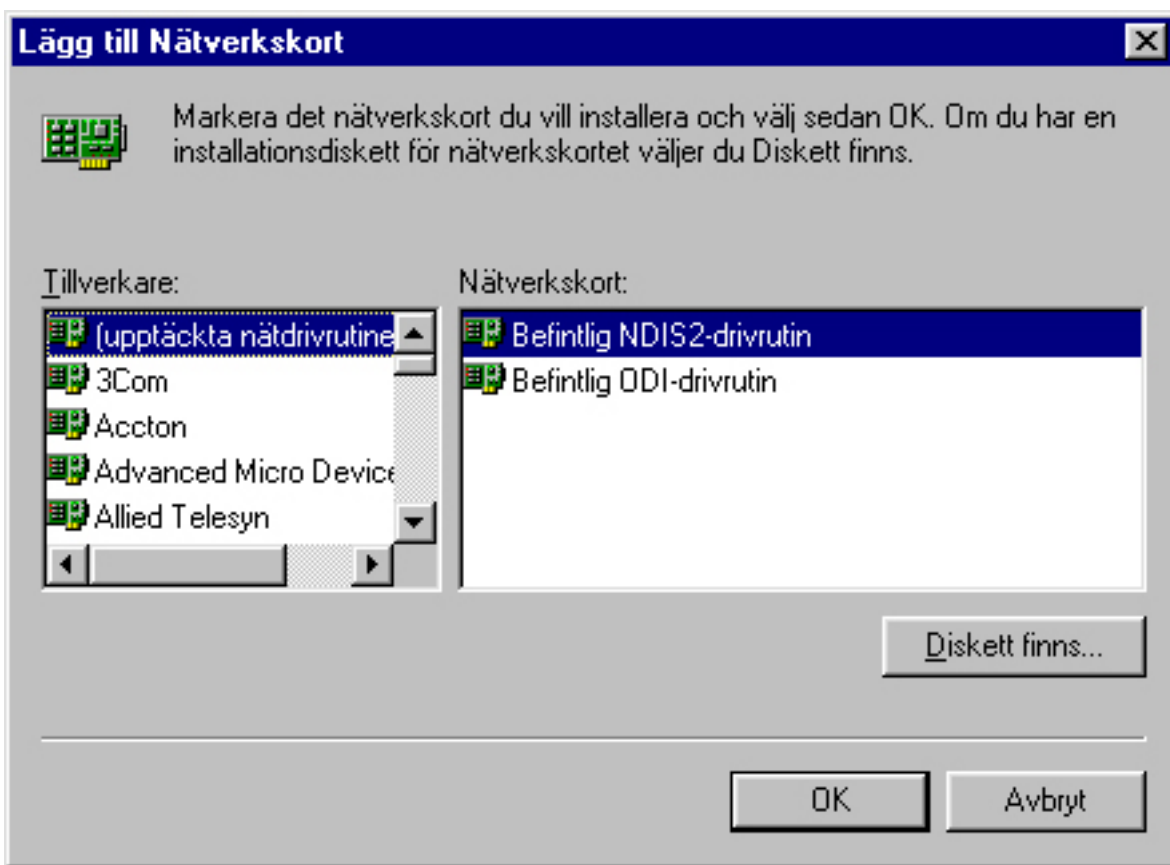 Lägg till Nätverkskort
Markera det nätverkskort du vill installera och välj sedan OK. Om du har en
installationsdiskett för nätverkskortet väljer du Diskett finns.
Tillverkare:
Nätverkskort:
(upptäckta nätdrivrutine
3Com
Accton
Advanced Micro Device
Allied Telesyn
Befintlig NDIS2-drivrutin
Befintlig ODI-drivrutin
Diskett finns...
OK
Avbryt